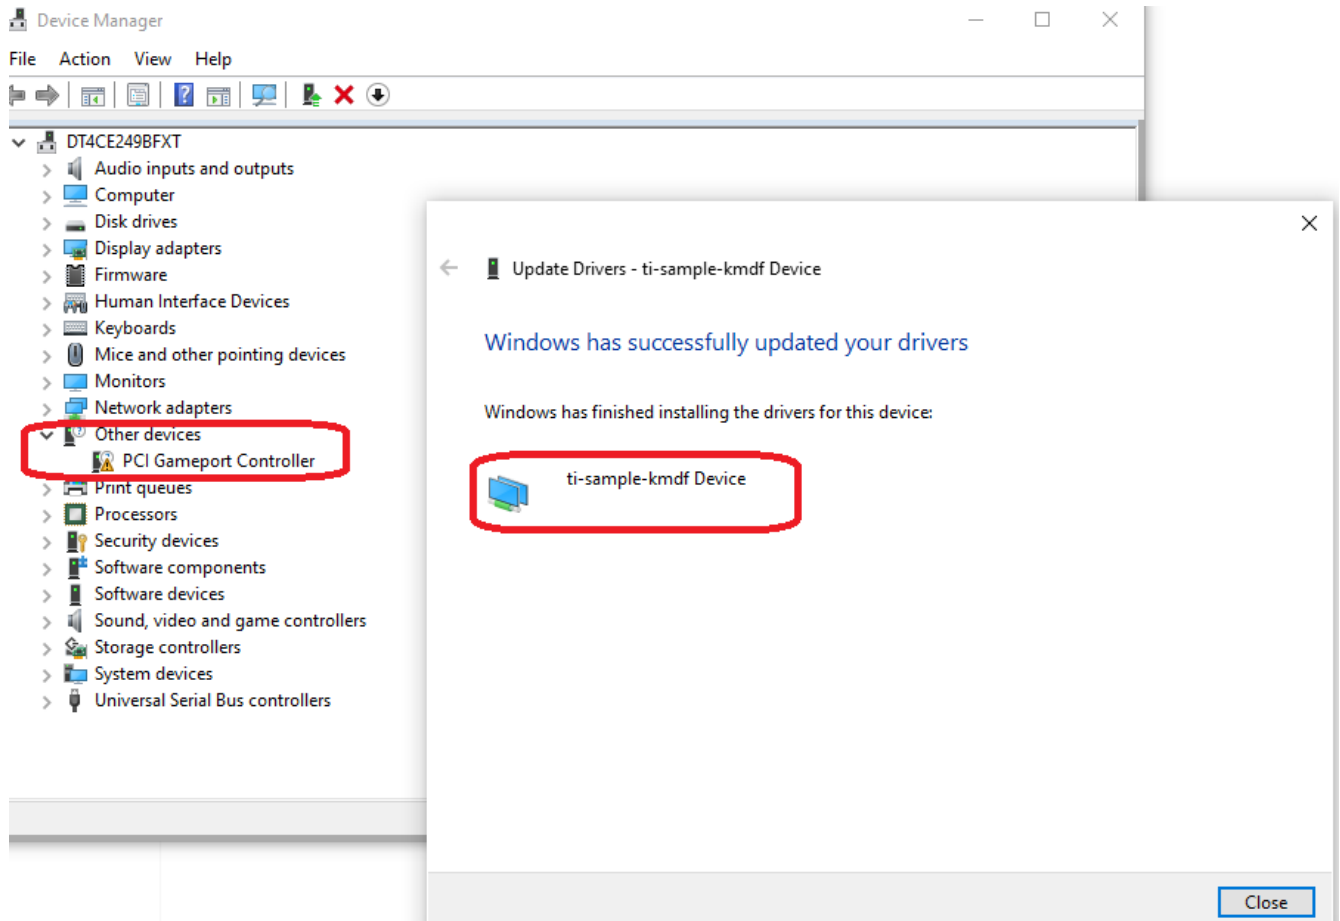 Device Manager
File Action View Help
DT4CE249BFXT
Audio inputs and outputs
Computer
Disk drives
Display adapters
Firmware
Human Interface Devices
Keyboards
Mice and other pointing devices
Monitors
Network adapters
Other devices
PCI Gameport Controller
Print queues
Processors
Security devices
Software components
Software devices
Sound, video and game controllers
Storage controllers
System devices
Universal Serial Bus controllers
Update Drivers - ti-sample-kmdf Device
Windows has successfully updated your drivers
Windows has finished installing the drivers for this device:
ti-sample-kmdf Device
Close